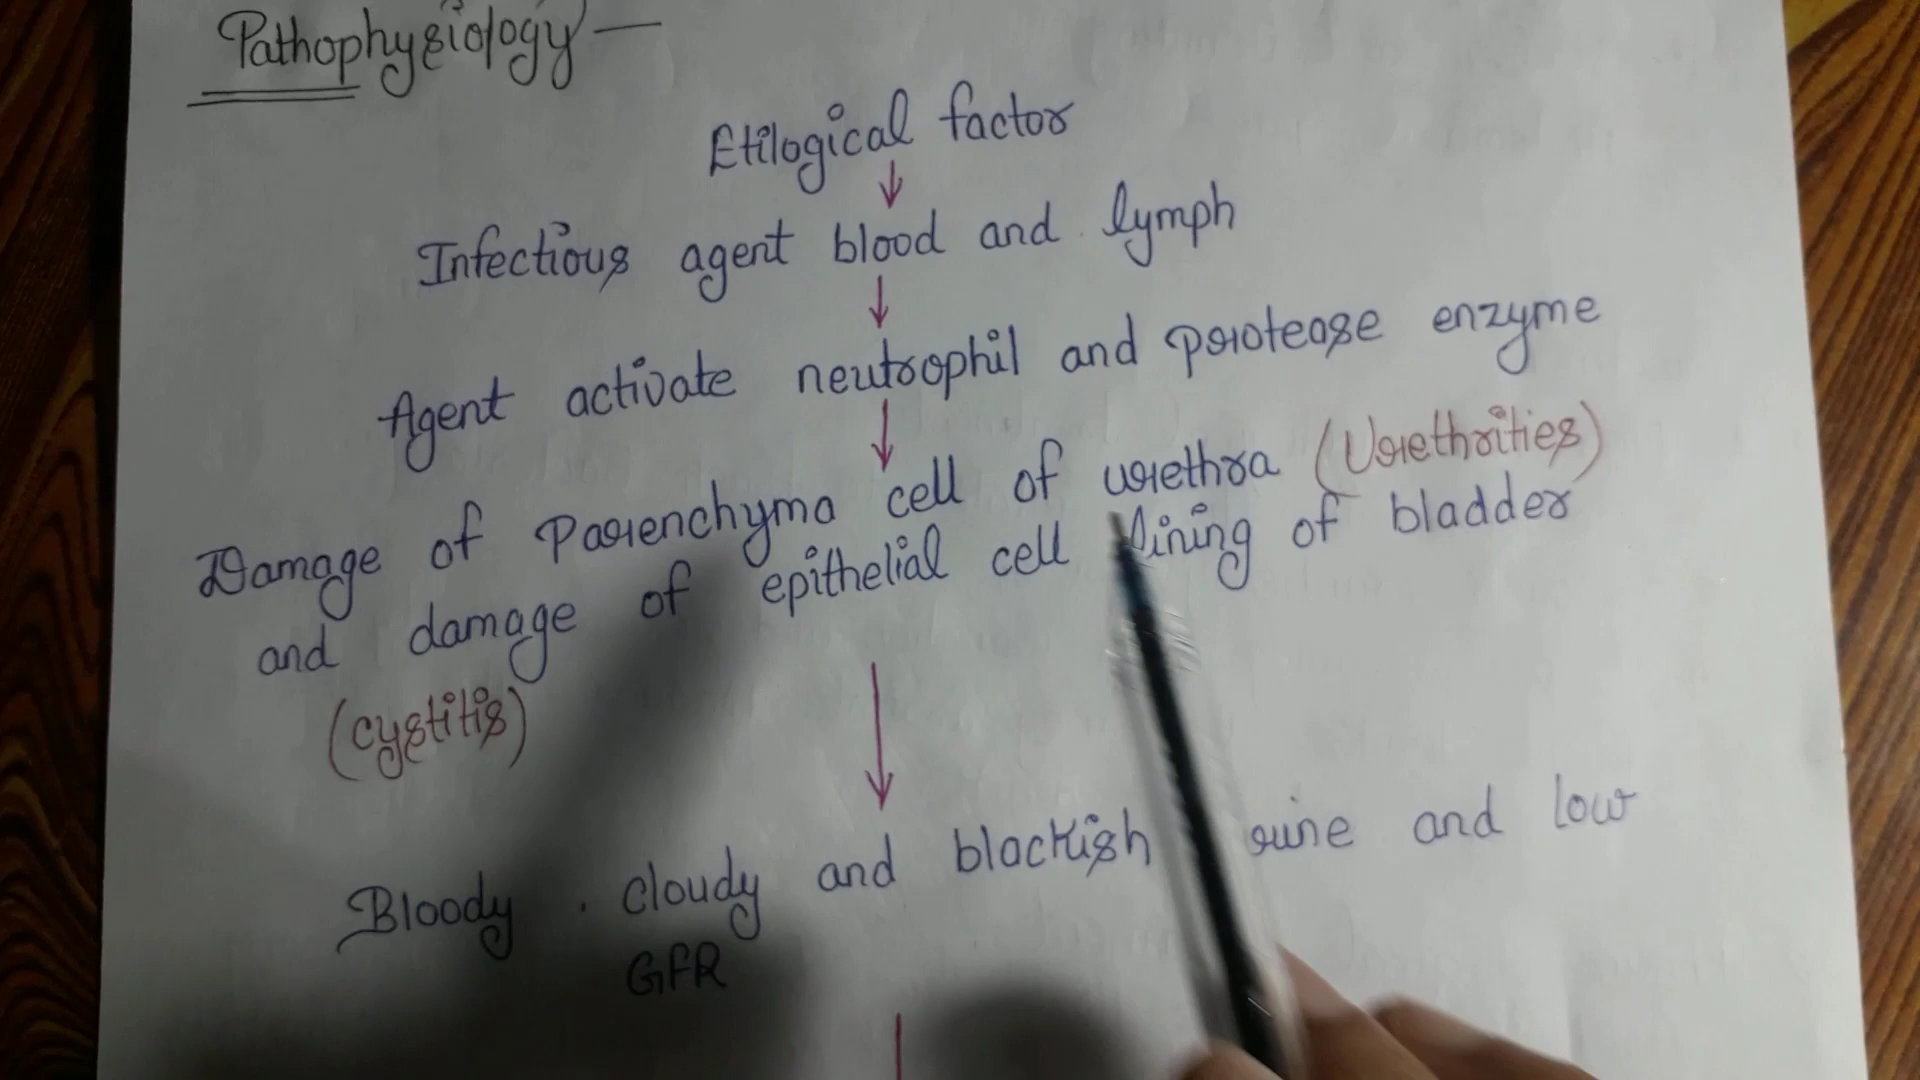 Pathophysiology —
Etilogical factor
Infectious agent blood and lymph
Agent activate neutrophil and protease enzyme
Damage of Parenchyma cell of urethra (Urethrities)
and damage of epithelial cell lining of bladder
(cystitis)
Bloody . cloudy and blackish and low
GFR